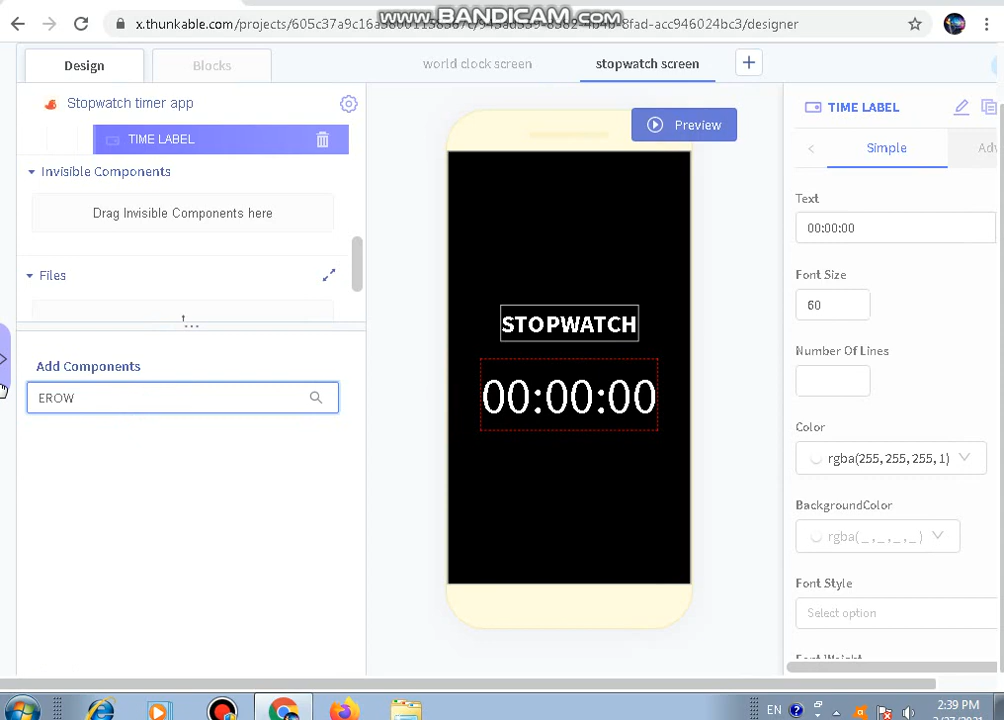 www.BANDICAM.com
x.thunkable.com/projects/
/designer
Design
Blocks
world clock screen
stopwatch screen
+
Stopwatch timer app
TIME LABEL
Invisible Components
Drag Invisible Components here
Files
Add Components
EROW
Preview
STOPWATCH
00:00:00
TIME LABEL
Simple
Adv
Text
00:00:00
Font Size
60
Number Of Lines
Color
rgba(255, 255, 255, 1)
BackgroundColor
rgba( _ , _ , _ , _ )
Font Style
Select option
EN
2:39 PM